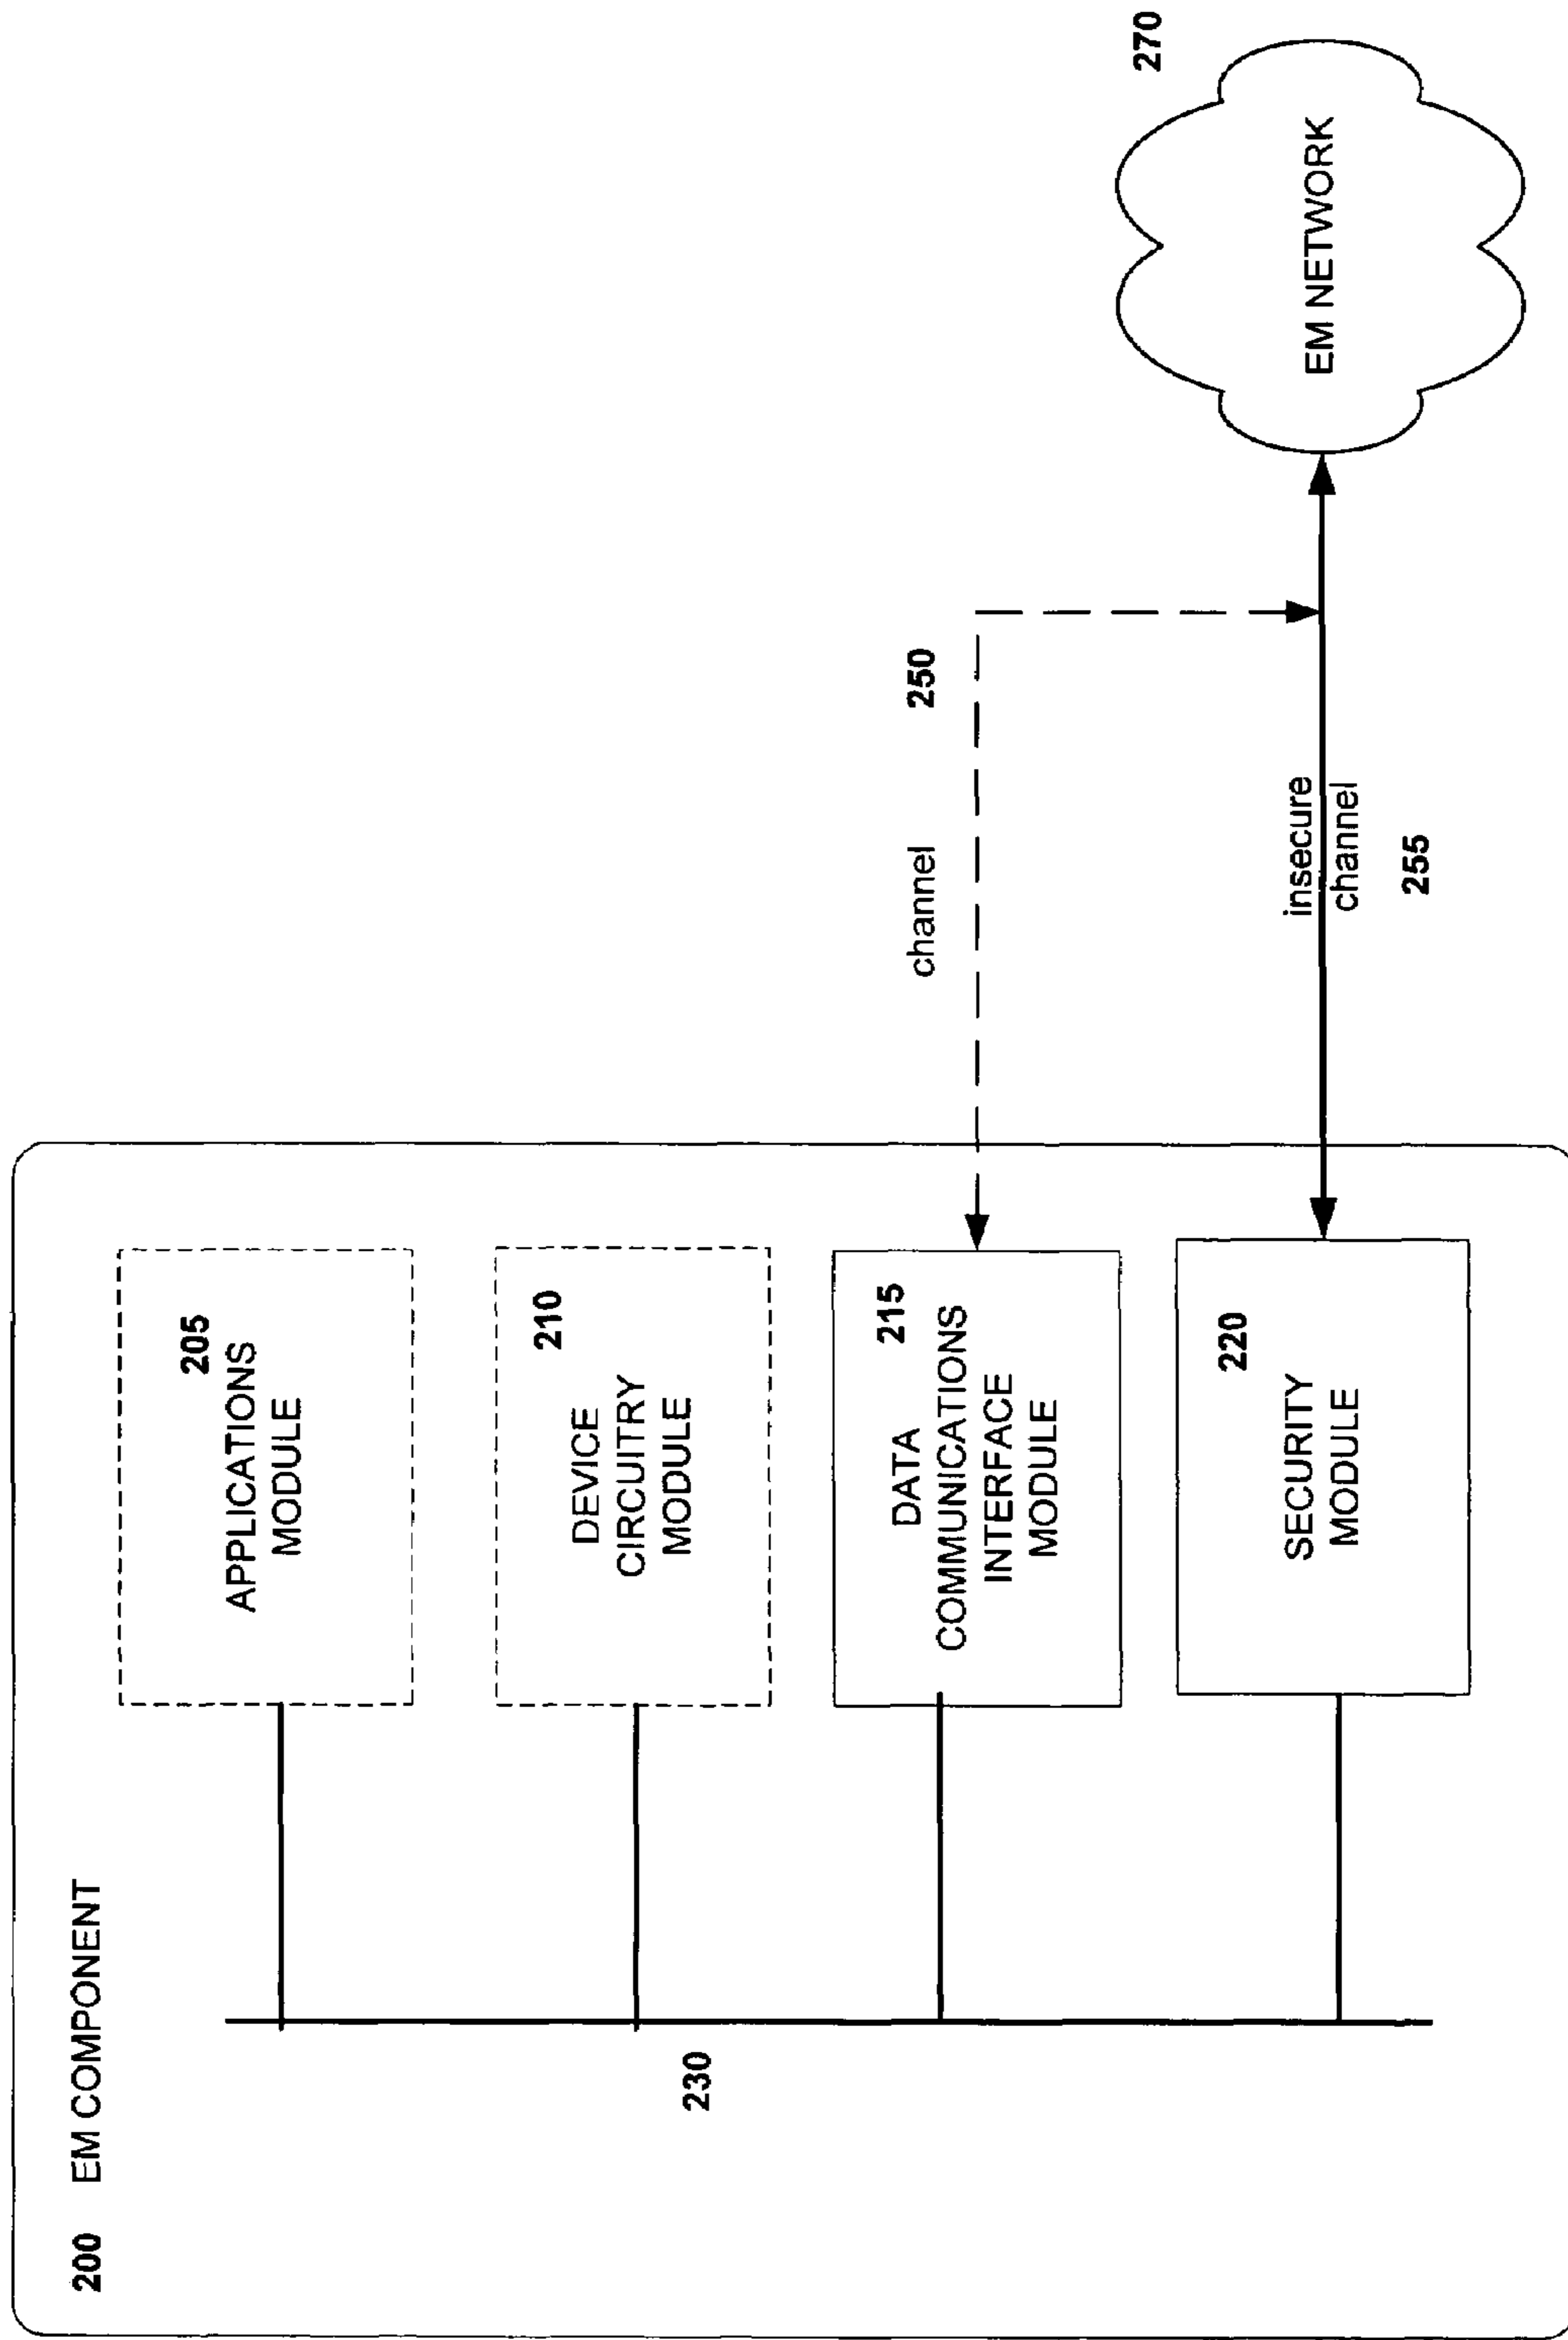 200 EM COMPONENT
205
APPLICATIONS
MODULE
210
DEVICE
CIRCUITRY
MODULE
230
215
DATA
COMMUNICATIONS
INTERFACE
MODULE
220
SECURITY
MODULE
channel
250
insecure
channel
255
270
EM NETWORK